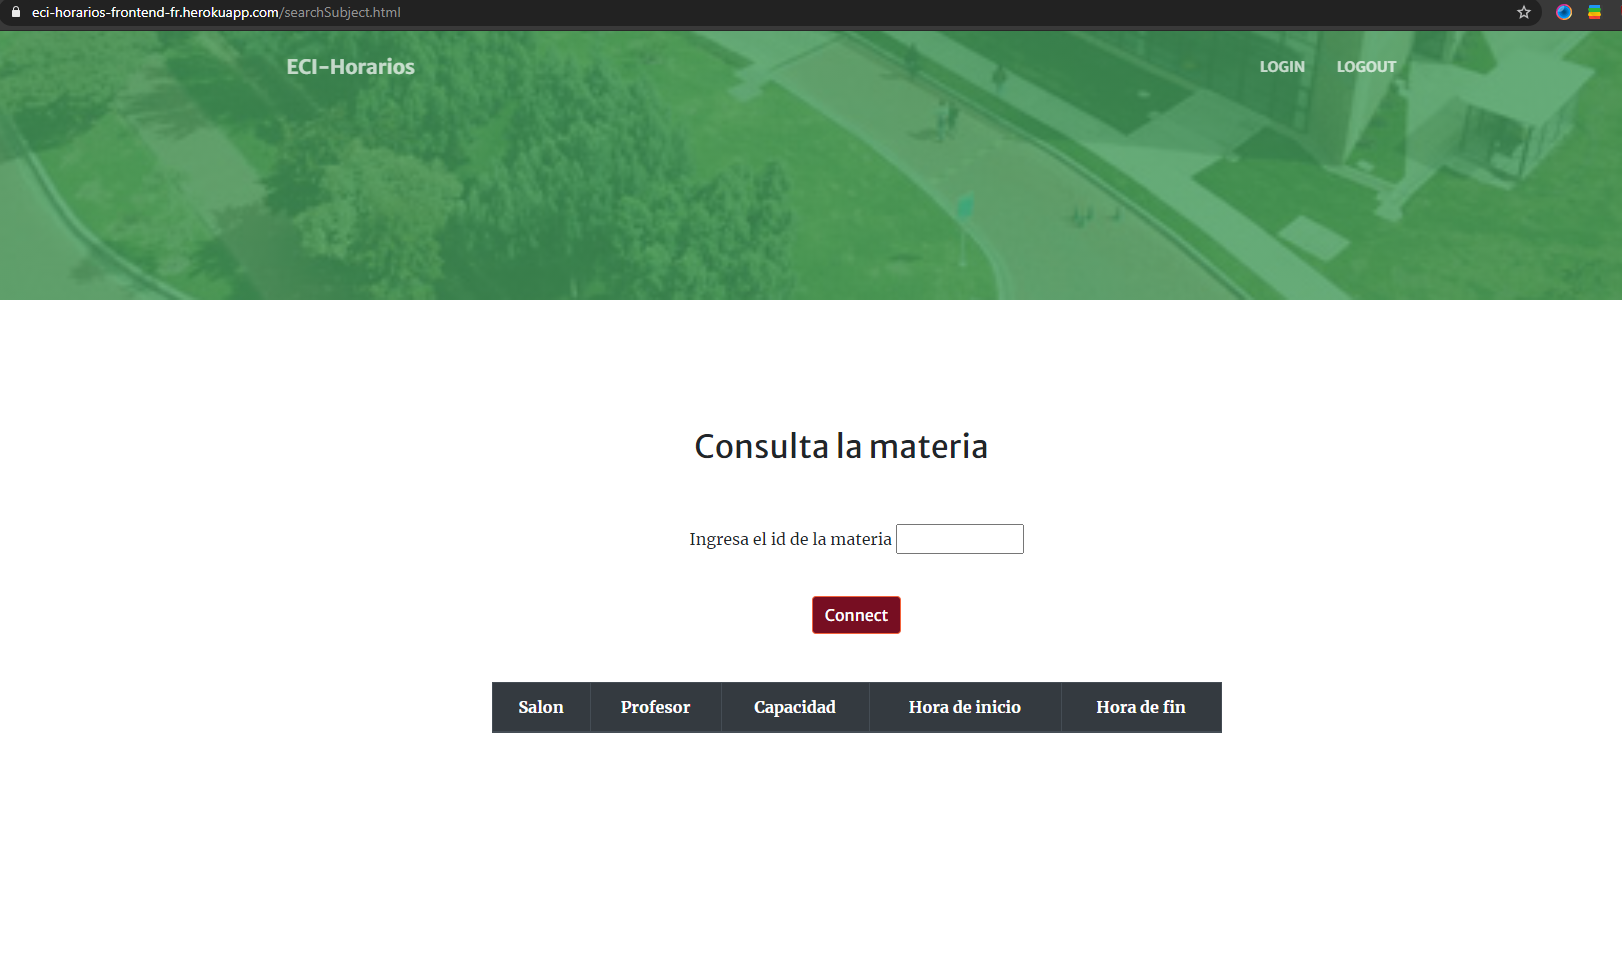 eci-horarios-frontend-fr.herokuapp.com/searchSubject.html
ECI-Horarios LOGIN LOGOUT
Consulta la materia
Ingresa el id de la materia
Connect
Salon Profesor Capacidad Hora de inicio Hora de fin